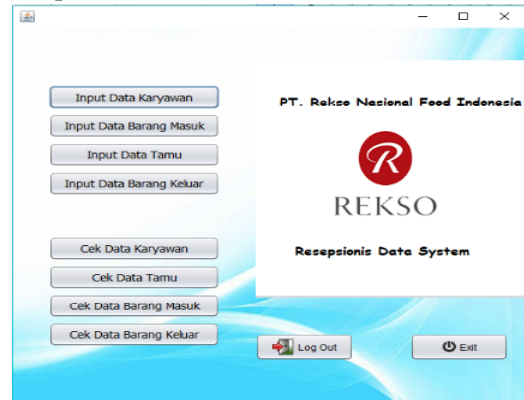 Input Data Karyawan
Input Data Barang Masuk
Input Data Tamu
Input Data Barang Keluar
Cek Data Karyawan
Cek Data Tamu
Cek Data Barang Masuk
Cek Data Barang Keluar
PT. Rekso Nasional Food Indonesia
R
REKSO
Resepsionis Data System
Log Out
Exit